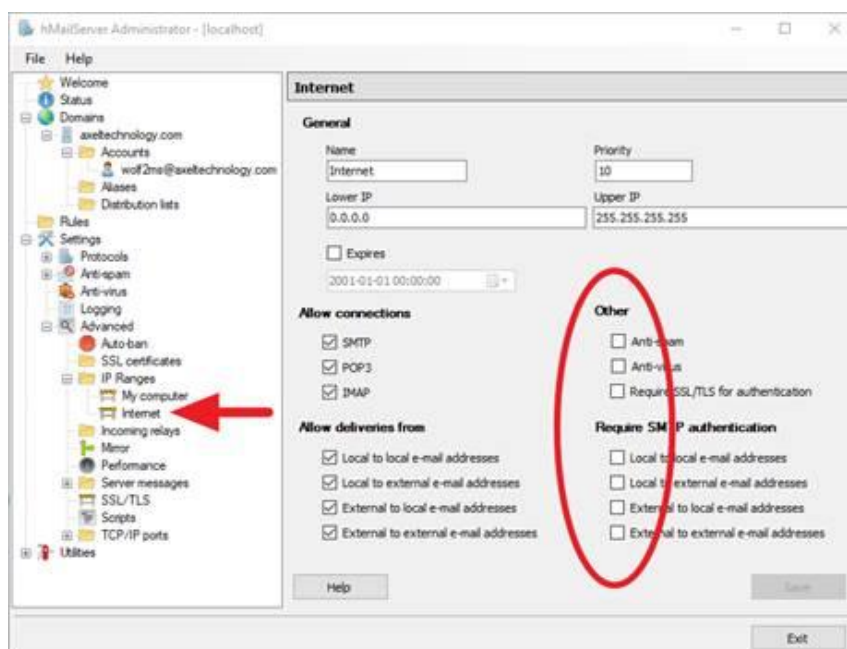 hMailServer Administrator - [localhost]
File Help
Welcome
Status
Domains
axeltechnology.com
Accounts
wolf2ms@axeltechnology.com
Aliases
Distribution lists
Rules
Settings
Protocols
Anti-spam
Anti-virus
Logging
Advanced
Auto-ban
SSL certificates
IP Ranges
My computer
Internet
Incoming relays
Mirror
Performance
Server messages
SSL/TLS
Scripts
TCP/IP ports
Utilities
Internet
General
Name Priority
Internet 10
Lower IP Upper IP
0.0.0.0 255.255.255.255
Expires
2001-01-01 00:00:00
Allow connections
SMTP
POP3
IMAP
Other
Anti-spam
Anti-virus
Require SSL/TLS for authentication
Allow deliveries from
Local to local e-mail addresses
Local to external e-mail addresses
External to local e-mail addresses
External to external e-mail addresses
Require SMTP authentication
Local to local e-mail addresses
Local to external e-mail addresses
External to local e-mail addresses
External to external e-mail addresses
Help Save
Exit